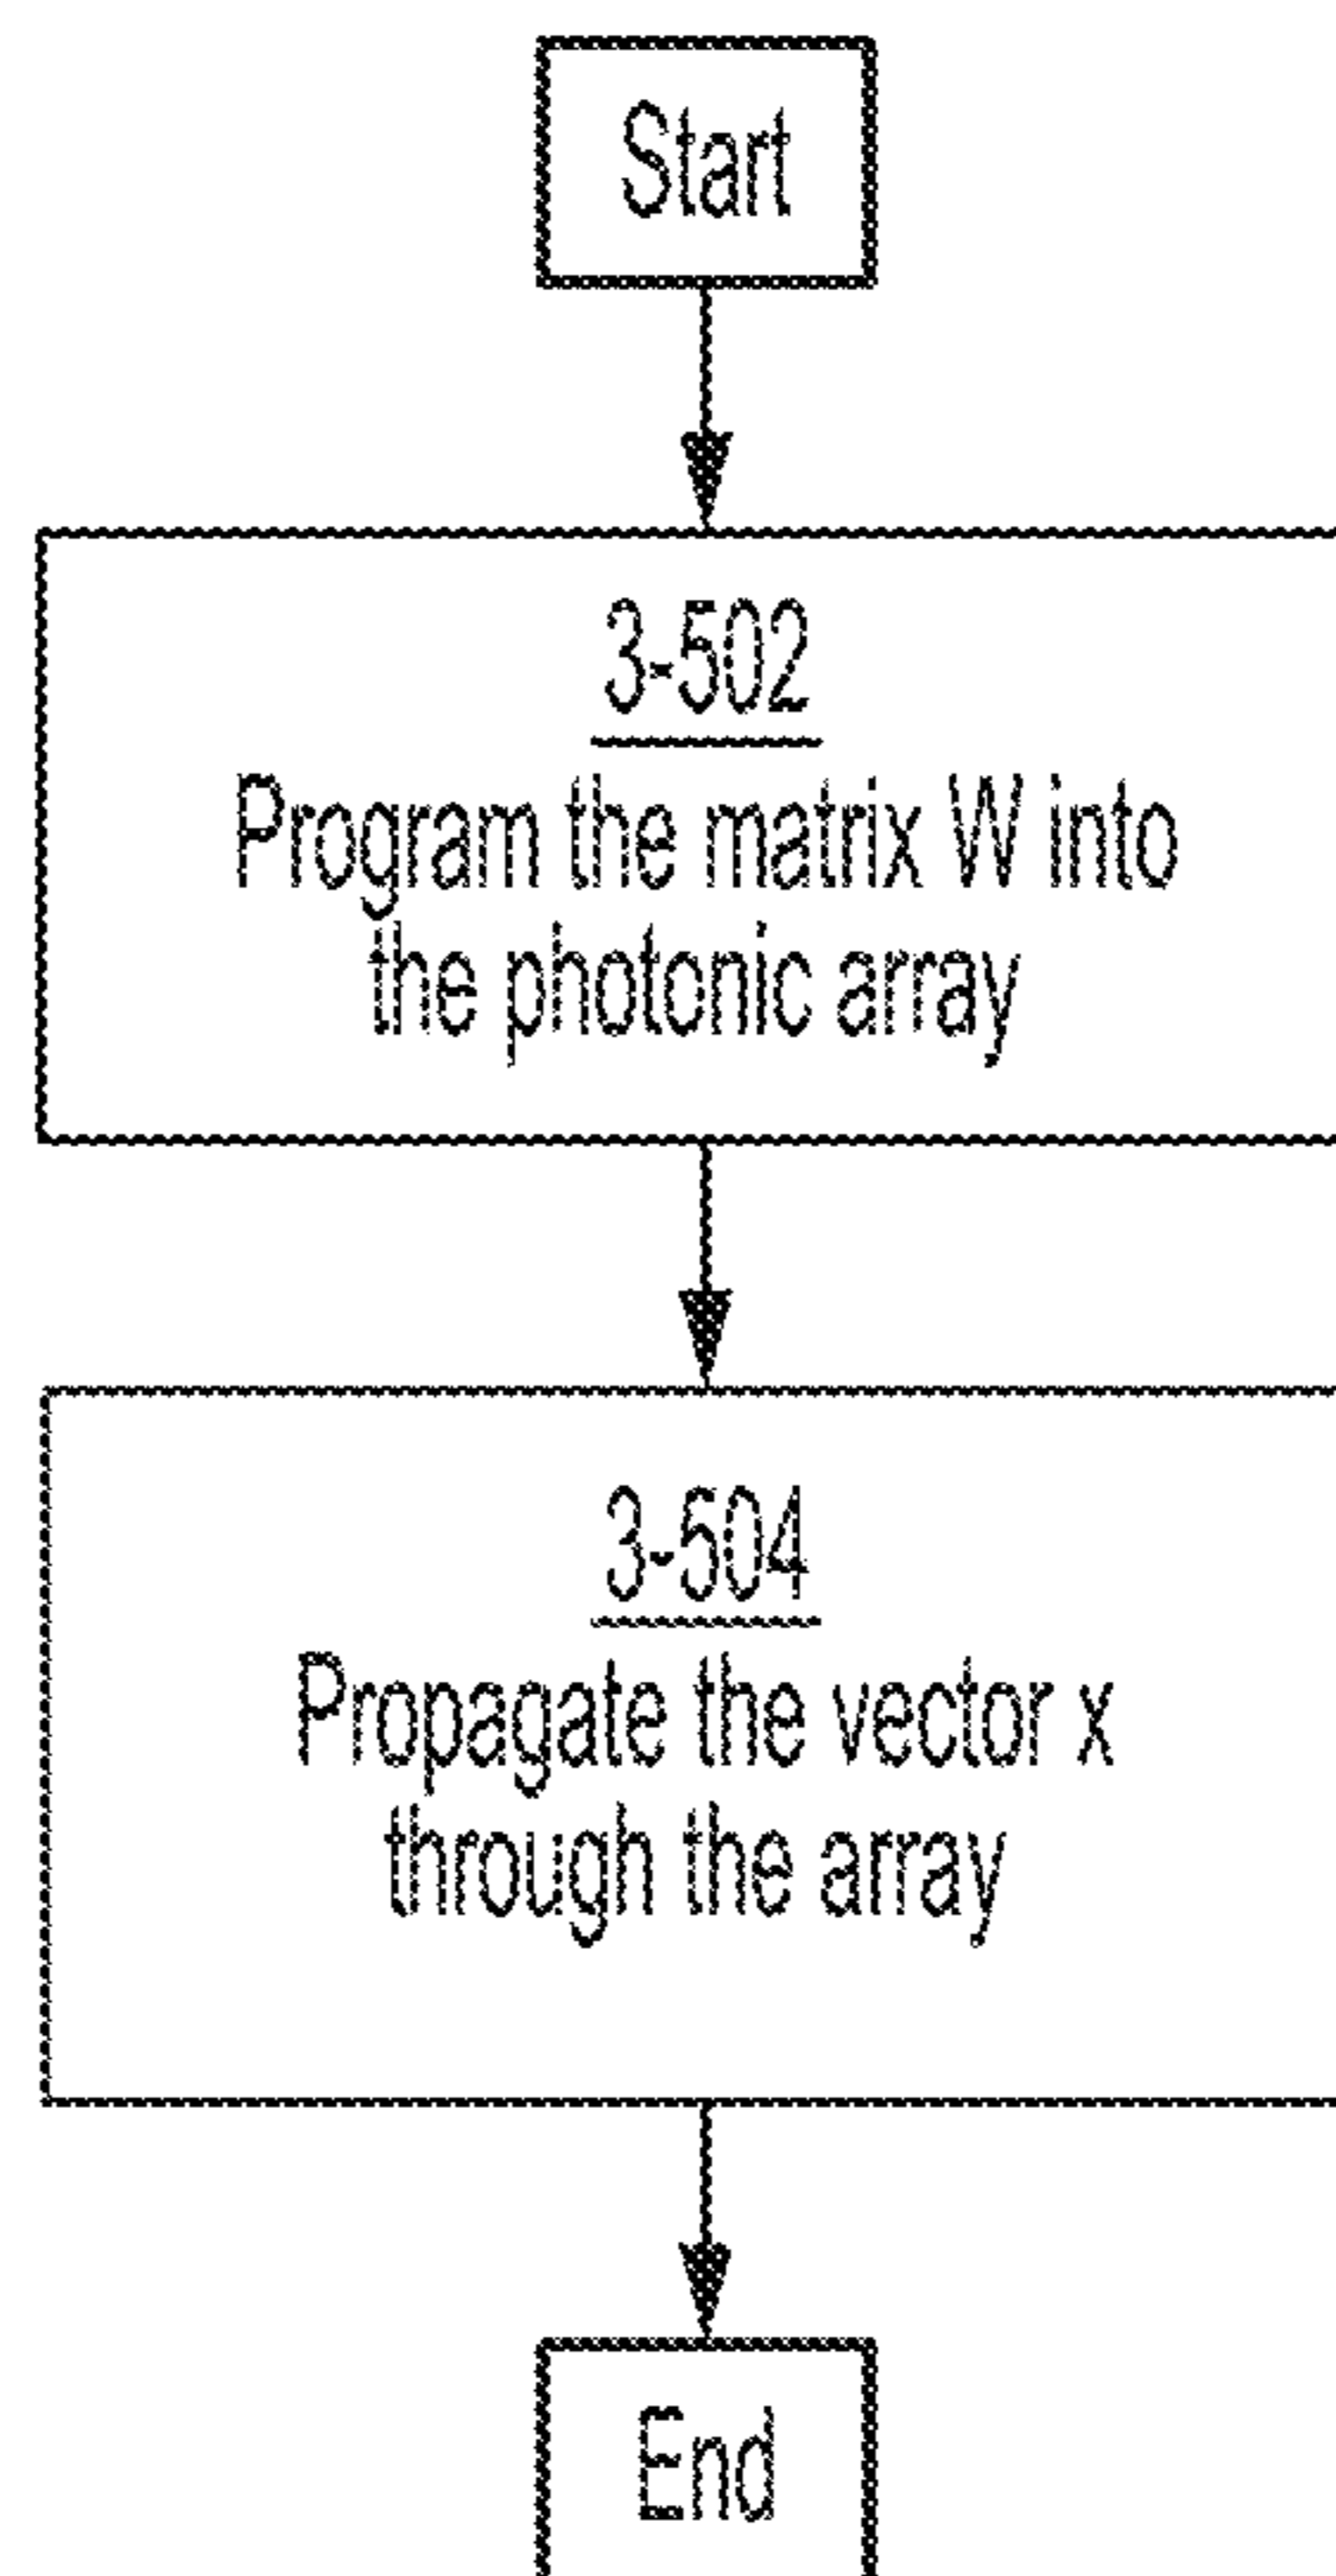 Start
3-502
Program the matrix W into
the photonic array
3-504
Propagate the vector x
through the array
End